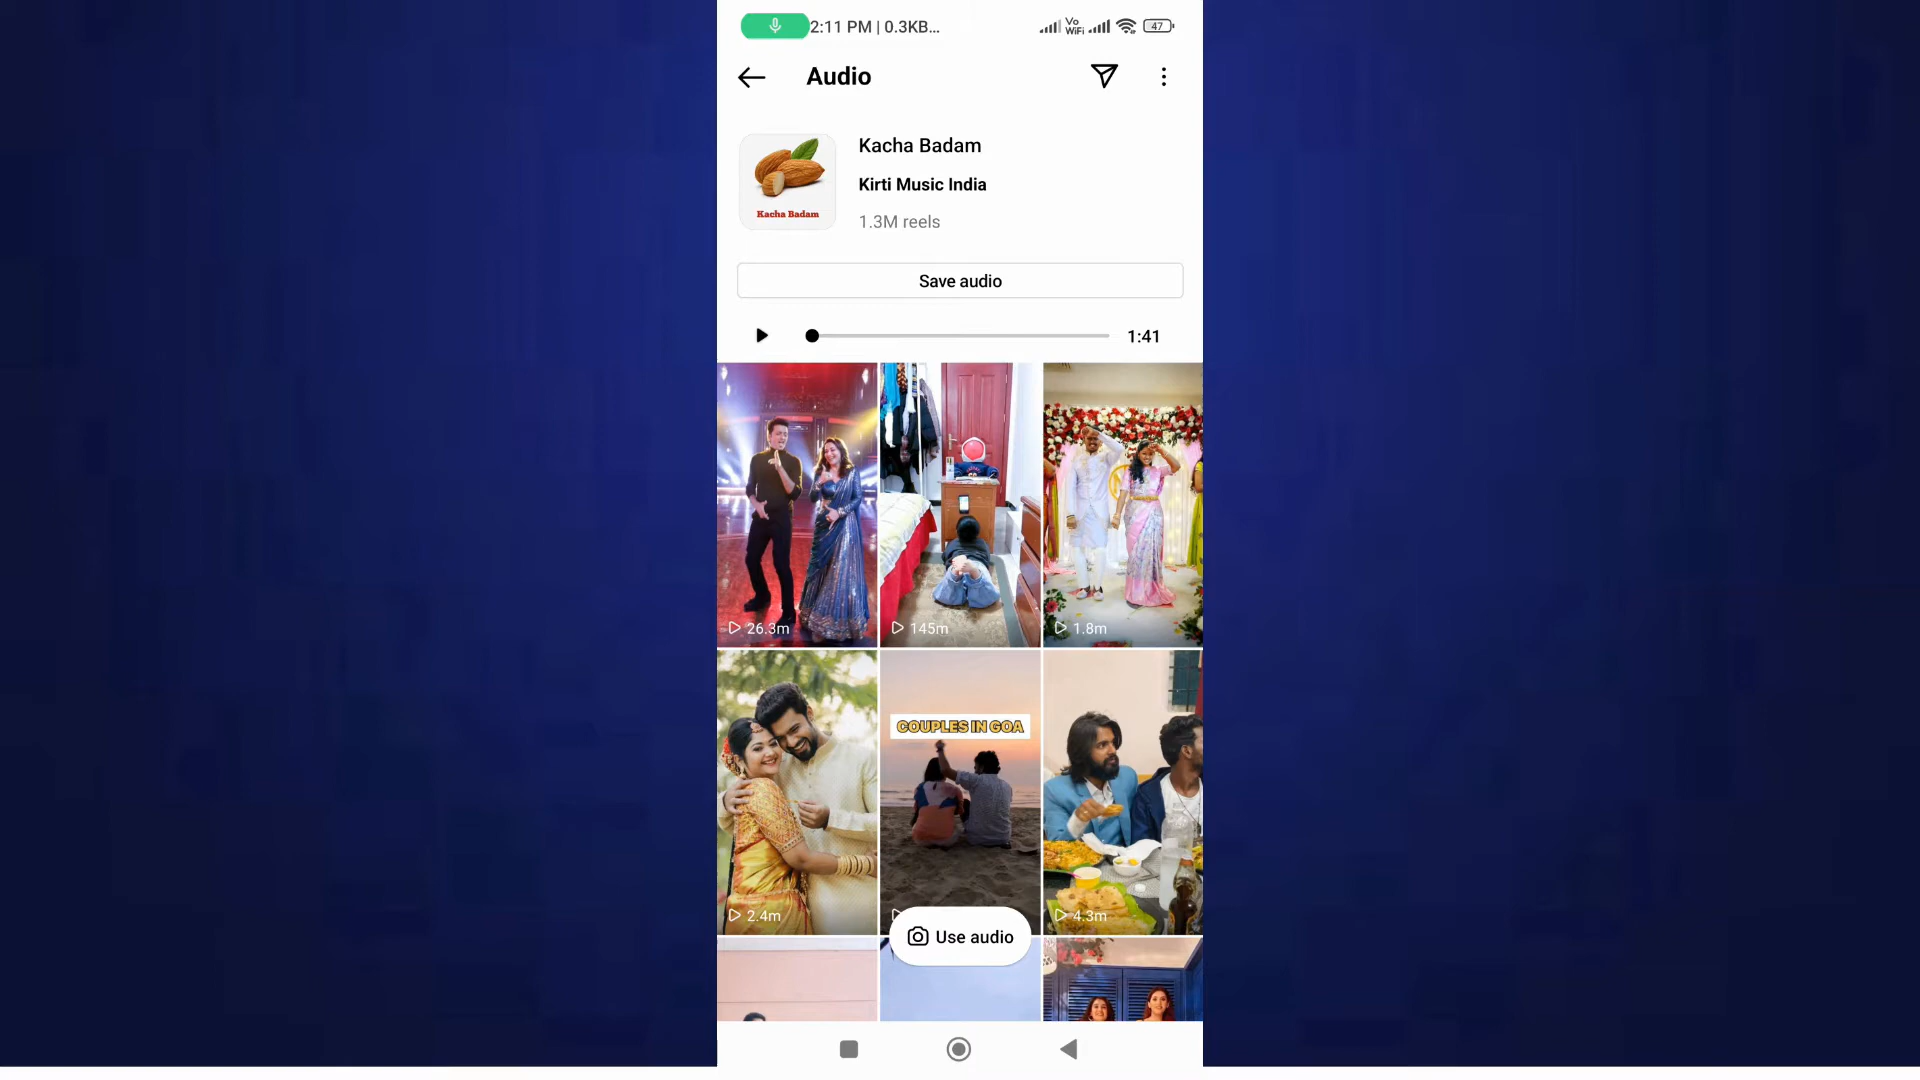 2:11 PM | 0.3KB...
Vo
WiFi
47
Audio
Kacha Badam
Kirti Music India
1.3M reels
Kacha Badam
Save audio
1:41
26.3m
145m
1.8m
COUPLES IN GOA
2.4m
4.3m
Use audio